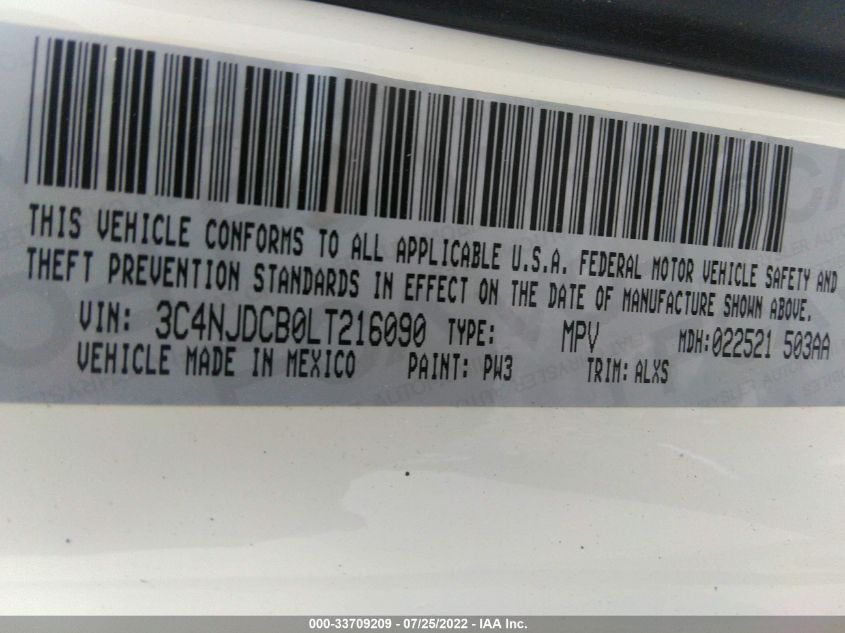 THIS VEHICLE CONFORMS TO ALL APPLICABLE U.S.A. FEDERAL MOTOR VEHICLE SAFETY AND
THEFT PREVENTION STANDARDS IN EFFECT ON THE DATE OF MANUFACTURE SHOWN ABOVE.
VIN: 3C4NJDCB0LT216090 TYPE: MPV MDH:022521 503AA
VEHICLE MADE IN MEXICO PAINT: PW3 TRIM: ALXS
000-33709209 - 07/25/2022 - IAA Inc.